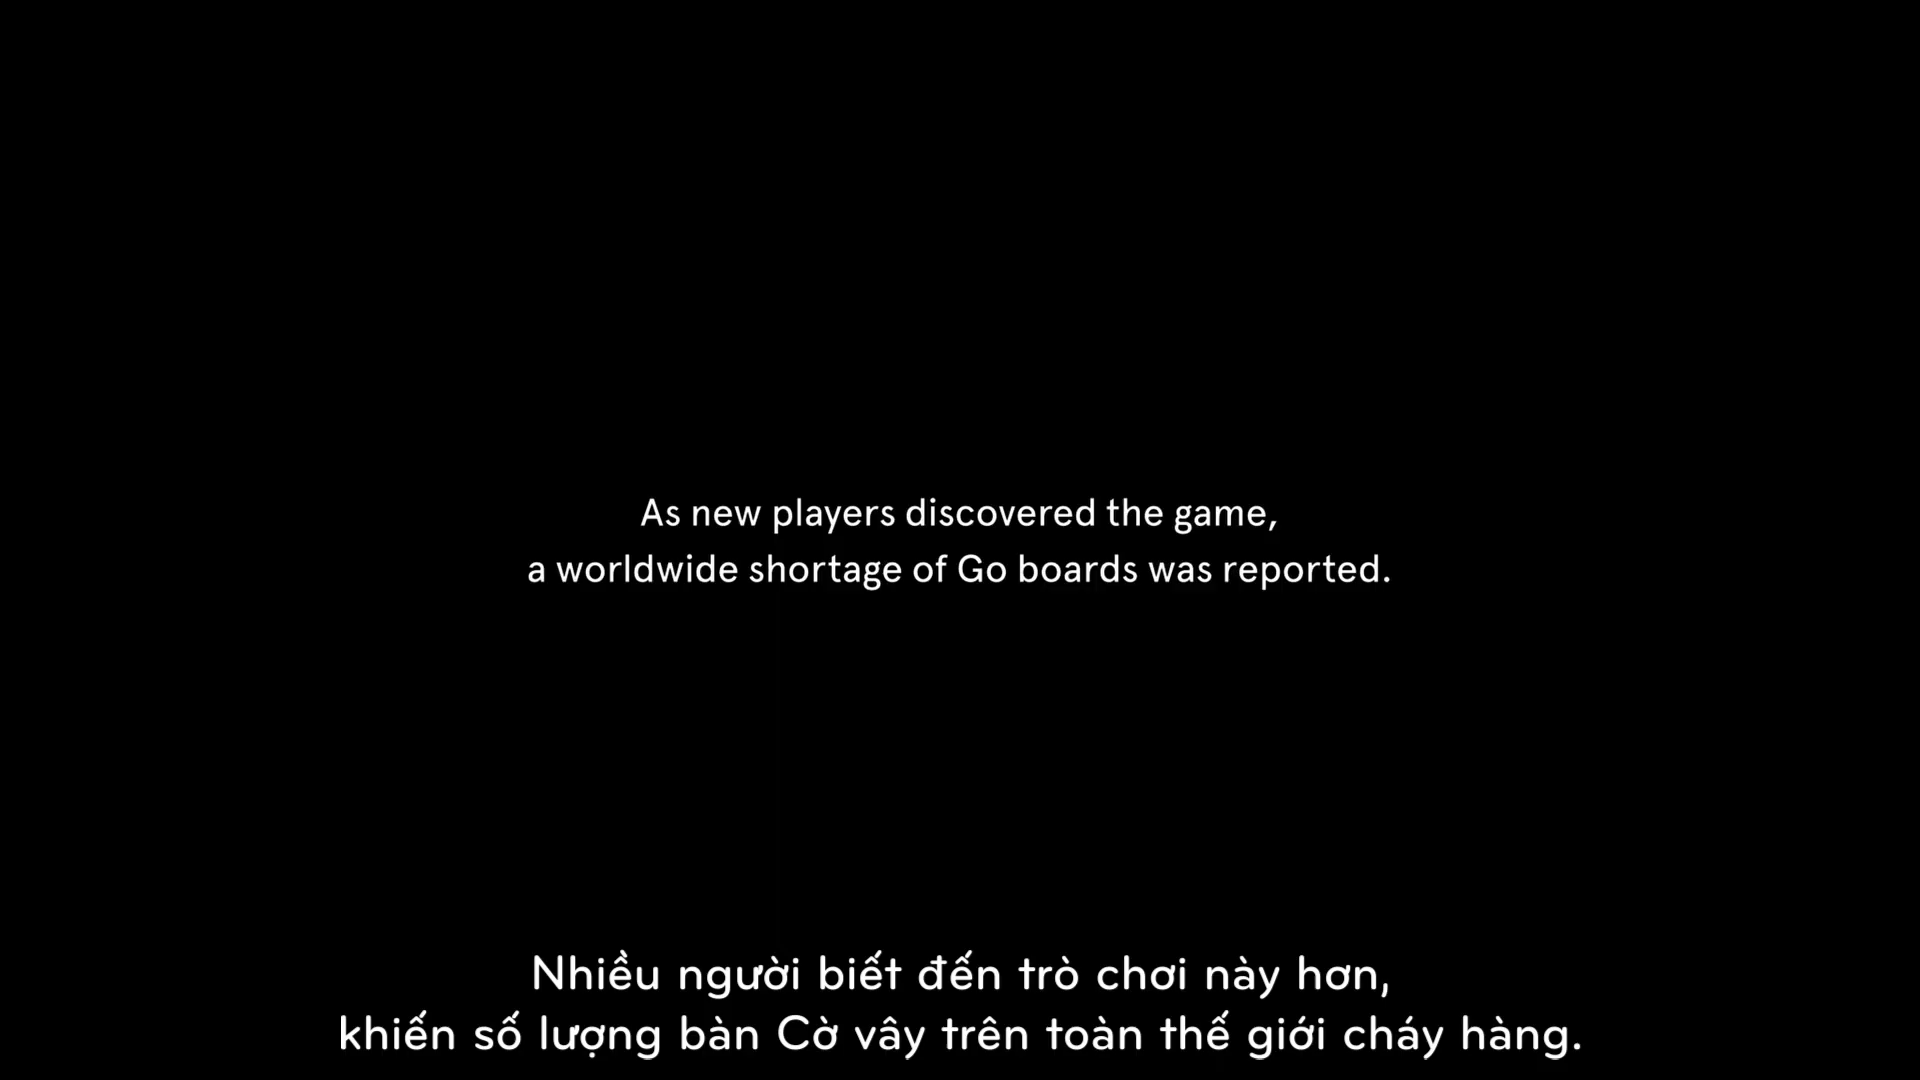 As new players discovered the game,
a worldwide shortage of Go boards was reported.
Nhiều người biết đến trò chơi này hơn,
khiến số lượng bàn Cờ vây trên toàn thế giới cháy hàng.